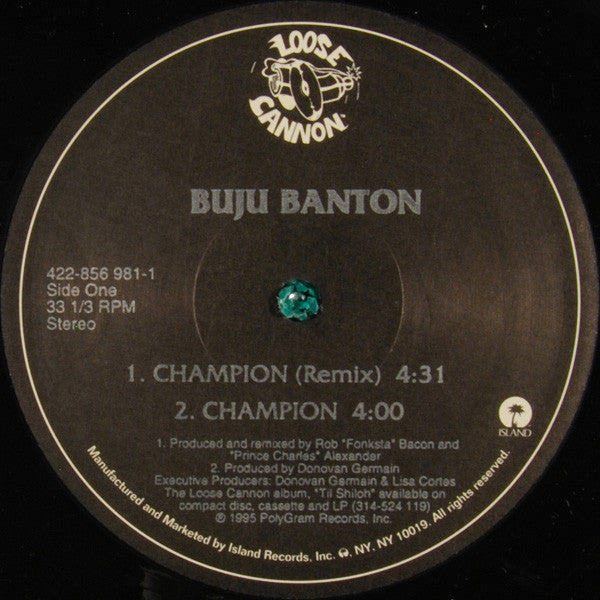 LOOSE
CANNON
BUJU BANTON
422-856 981-1
Side One
33 1/3 RPM
Stereo
1. CHAMPION (Remix) 4:31
2. CHAMPION 4:00
ISLAND
1. Produced and remixed by Rob "Fonksta" Bacon and
"Prince Charles" Alexander
2. Produced by Donovan Germain
Executive Producers: Donovan Germain & Lisa Cortes
The Loose Cannon album, "Til Shiloh" available on
compact disc, cassette and LP (314-524 119)
℗ 1995 PolyGram Records, Inc.
Manufactured and Marketed by Island Records, Inc. NY, NY 10019. All rights reserved.